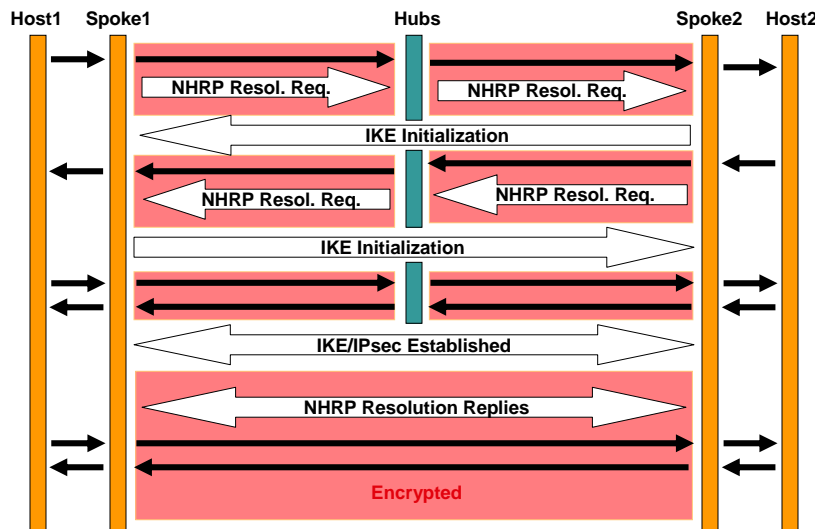 Host1 Spoke1 Hubs Spoke2 Host2
NHRP Resol. Req. NHRP Resol. Req.
IKE Initialization
NHRP Resol. Req. NHRP Resol. Req.
IKE Initialization
IKE/IPsec Established
NHRP Resolution Replies
Encrypted